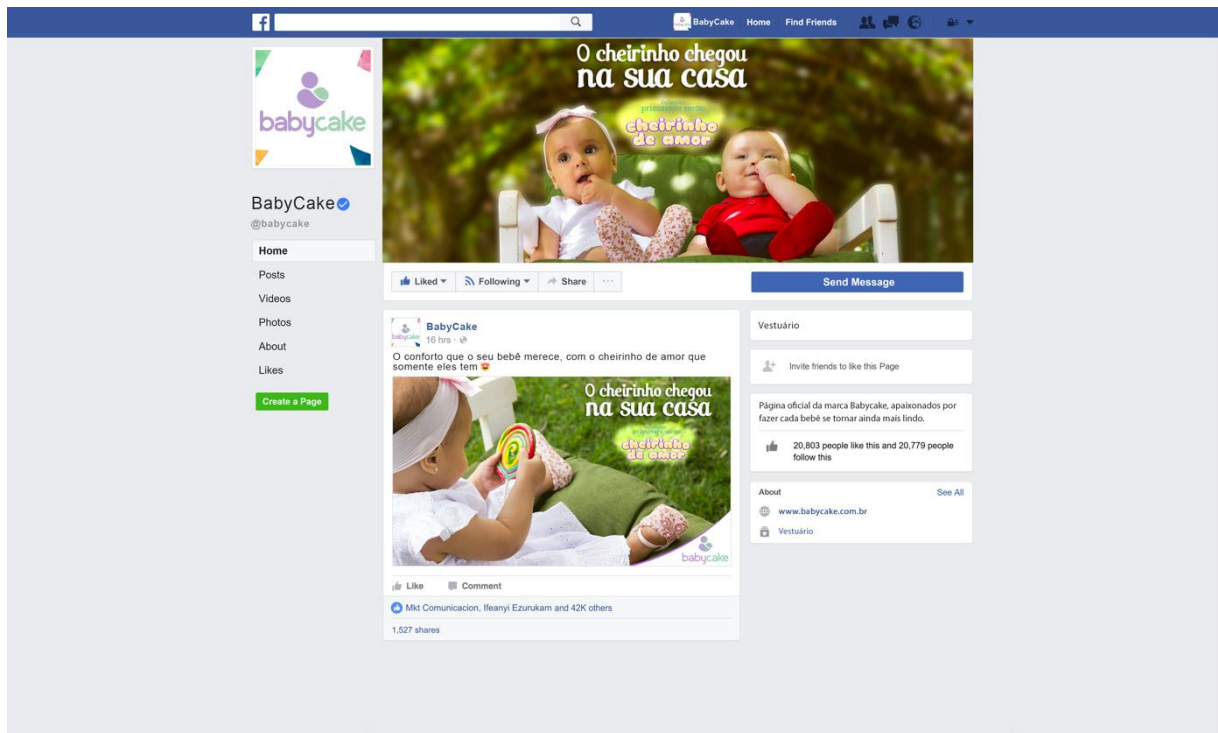 BabyCake
Home
Find Friends
babycake
BabyCake
@babycake
Home
Posts
Videos
Photos
About
Likes
Create a Page
O cheirinho chegou
na sua casa
primavera verão
cheirinho
de amor
Liked
Following
Share
Send Message
babycake
BabyCake
16 hrs
O conforto que o seu bebê merece, com o cheirinho de amor que
somente eles tem
O cheirinho chegou
na sua casa
cheirinho
de amor
babycake
Like
Comment
Mkt Comunicacion, Ifeanyi Ezurukam and 42K others
1,527 shares
Vestuário
Invite friends to like this Page
Página oficial da marca Babycake, apaixonados por
fazer cada bebê se tornar ainda mais lindo.
20,803 people like this and 20,779 people
follow this
About
See All
www.babycake.com.br
Vestuário